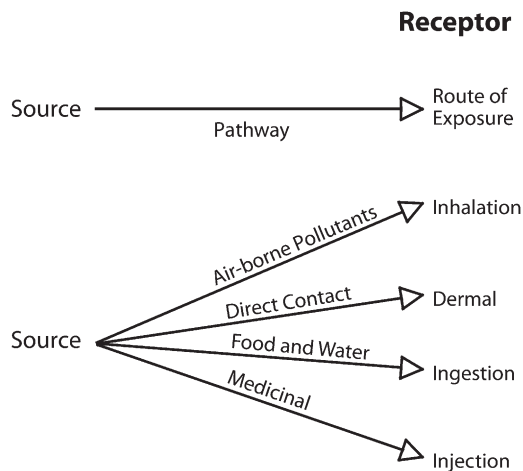 Receptor
Source
Pathway
Route of
Exposure
Air-borne Pollutants
Inhalation
Direct Contact
Dermal
Source
Food and Water
Ingestion
Medicinal
Injection